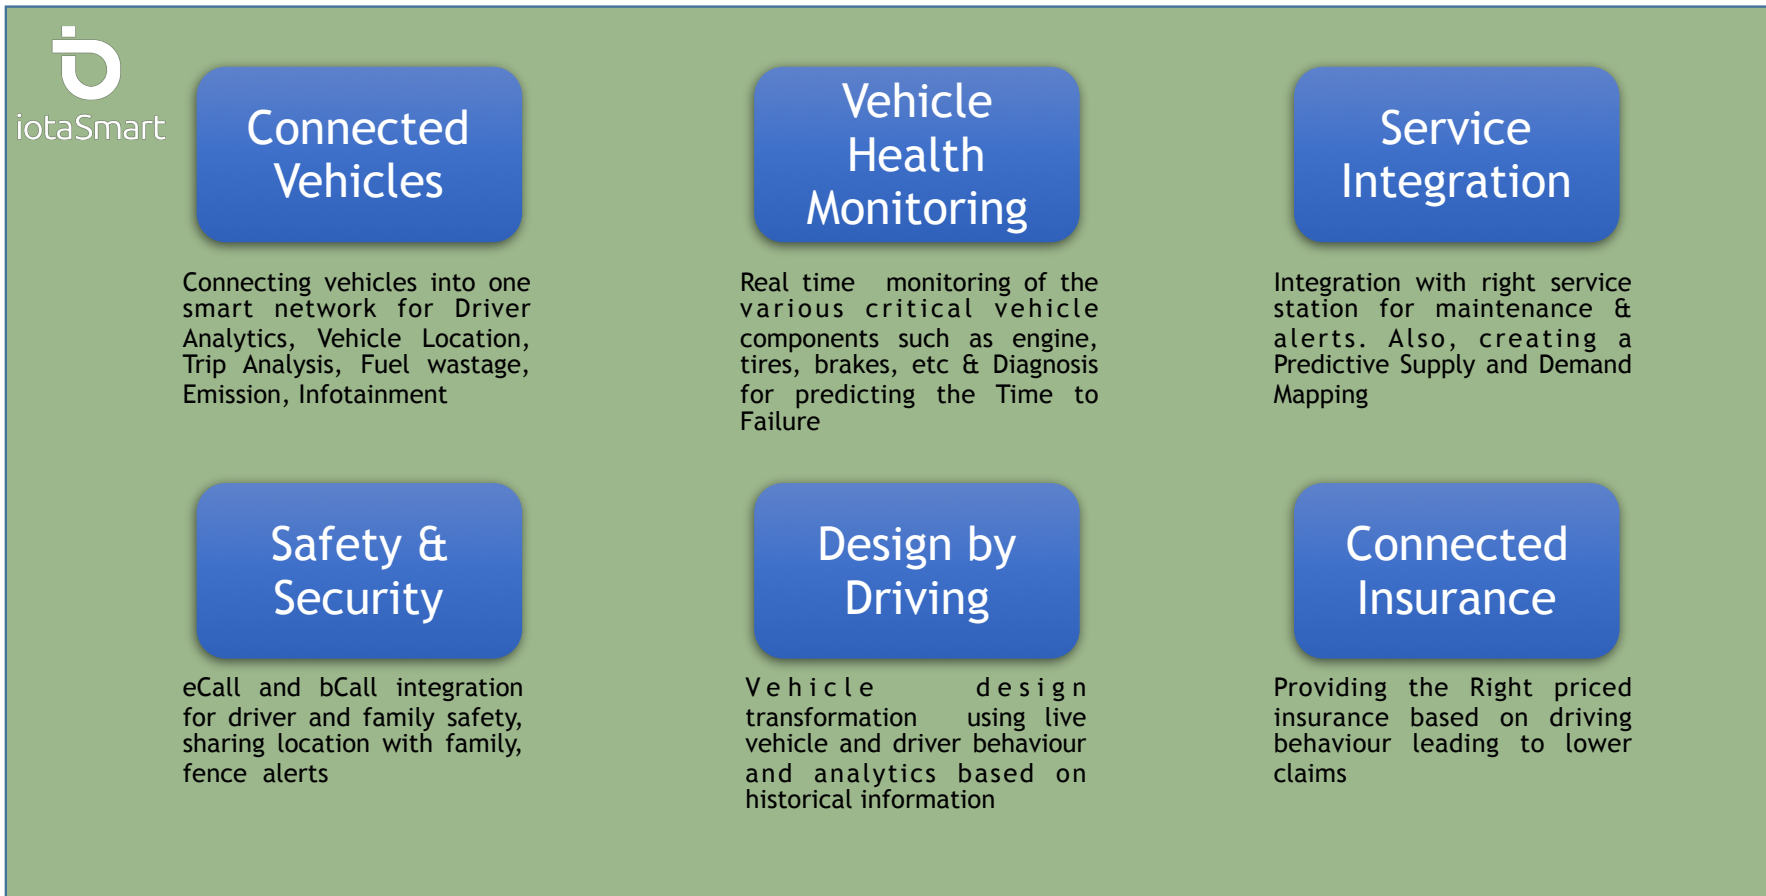 iotaSmart
Connected
Vehicles
Connecting vehicles into one
smart network for Driver
Analytics, Vehicle Location,
Trip Analysis, Fuel wastage,
Emission, Infotainment
Vehicle
Health
Monitoring
Real time monitoring of the
various critical vehicle
components such as engine,
tires, brakes, etc & Diagnosis
for predicting the Time to
Failure
Service
Integration
Integration with right service
station for maintenance &
alerts. Also, creating a
Predictive Supply and Demand
Mapping
Safety &
Security
eCall and bCall integration
for driver and family safety,
sharing location with family,
fence alerts
Design by
Driving
Vehicle design
transformation using live
vehicle and driver behaviour
and analytics based on
historical information
Connected
Insurance
Providing the Right priced
insurance based on driving
behaviour leading to lower
claims